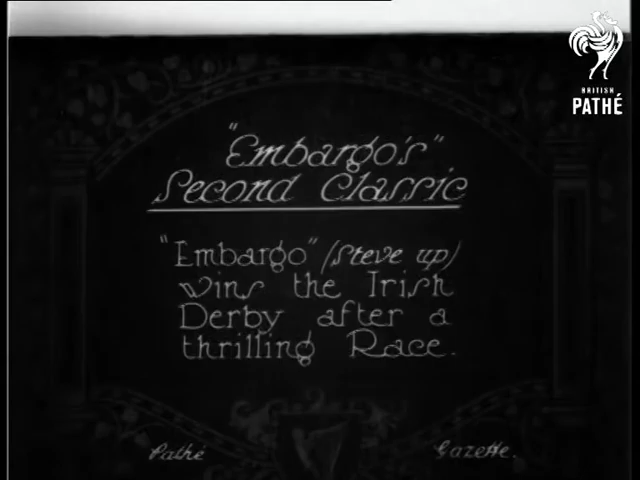 BRITISH
PATHÉ
"Embargo's"
Second Classic
"Embargo" (Steve up)
wins the Irish
Derby after a
thrilling Race.
Pathé Gazette.